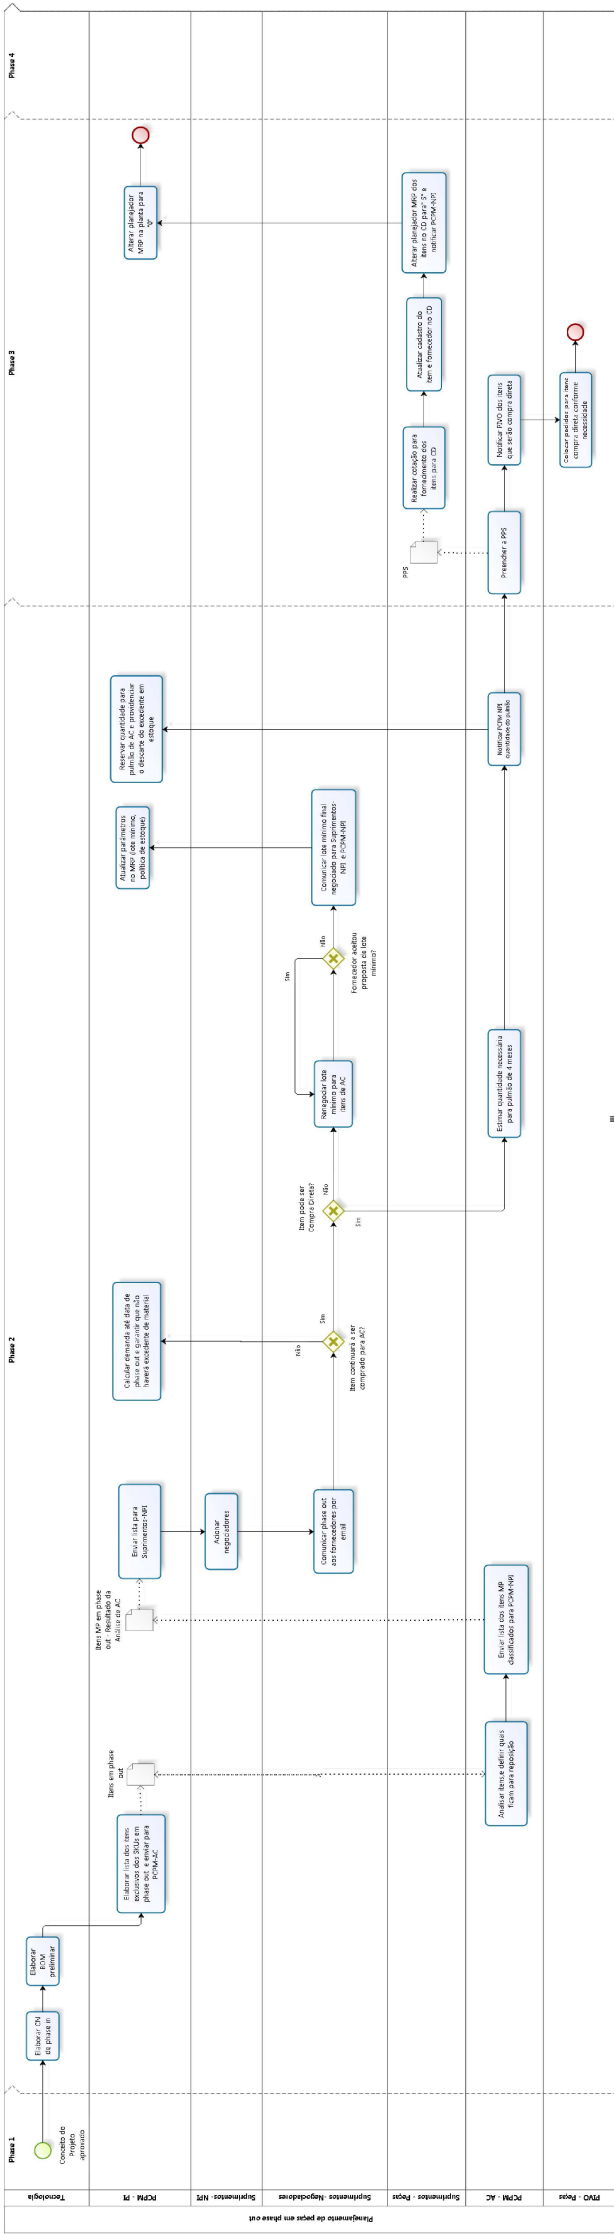 Planejamento de peças em phase out
Tecnologia
PCPM - PI
Suprimentos - NPI
Suprimentos -Negociadores
Suprimentos - Peças
PCPM - AC
PIVO - Peças
Phase 1
Phase 2
Phase 3
Phase 4
Conceito do
Projeto
aprovado
Elaborar CN
de phase in
Elaborar
BOM
preliminar
Elaborar lista dos itens
exclusivos dos SKUs em
phase out e enviar para
PCPM-AC
Itens em phase
out
Analisar itens e definir quais
ficam para reposição
Enviar lista dos itens MP
classificados para PCPM-NPI
Itens MP em phase
out - Resultado da
Análise de AC
Enviar lista para
Suprimentos-NPI
Acionar
negociadores
Comunicar phase out
aos fornecedores por
email
Item continuará a ser
comprado para AC?
Não
Sim
Calcular demanda até data de
phase out e garantir que não
haverá excedente de material
Item pode ser
Compra Direta?
Não
Sim
Renegociar lote
mínimo para
itens de AC
Fornecedor aceitou
proposta de lote
mínimo?
Sim
Não
Comunicar lote mínimo final
negociado para Suprimentos-
NPI e PCPM-NPI
Atualizar parâmetros
no MRP (lote mínimo,
política de estoque)
Estimar quantidade necessária
para pulmão de 4 meses
Notificar PCPM NPI
quantidade do pulmão
Reservar quantidade para
pulmão de AC e providenciar
o descarte do excedente em
estoque
Preencher a PPS
PPS
Realizar cotação para
fornecimento dos
itens para CD
Atualizar cadastro do
item e fornecedor no CD
Alterar planejador MRP dos
itens no CD para" S" e
notificar PCPM-NPI
Alterar planejador
MRP na planta para
Notificar PIVO dos itens
que serão compra direta
Colocar pedidos para itens
compra direta conforme
necessidade